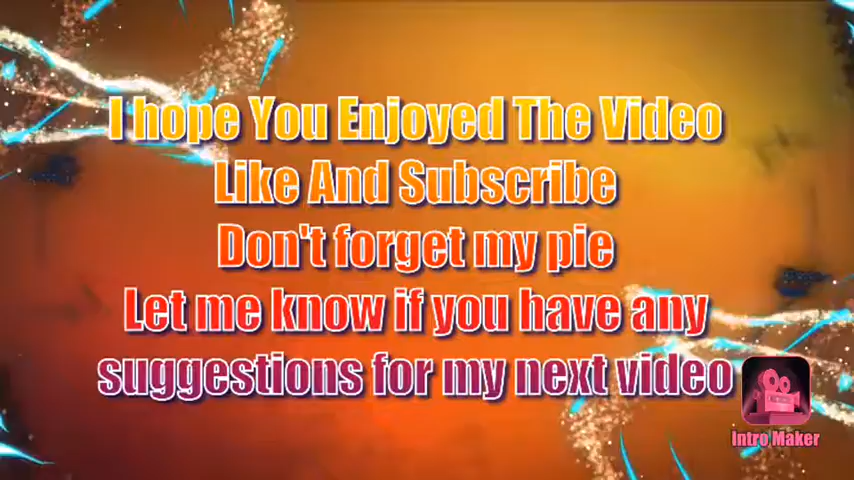 I hope You Enjoyed The Video
Like And Subscribe
Don't forget my pie
Let me know if you have any
suggestions for my next video
Intro Maker